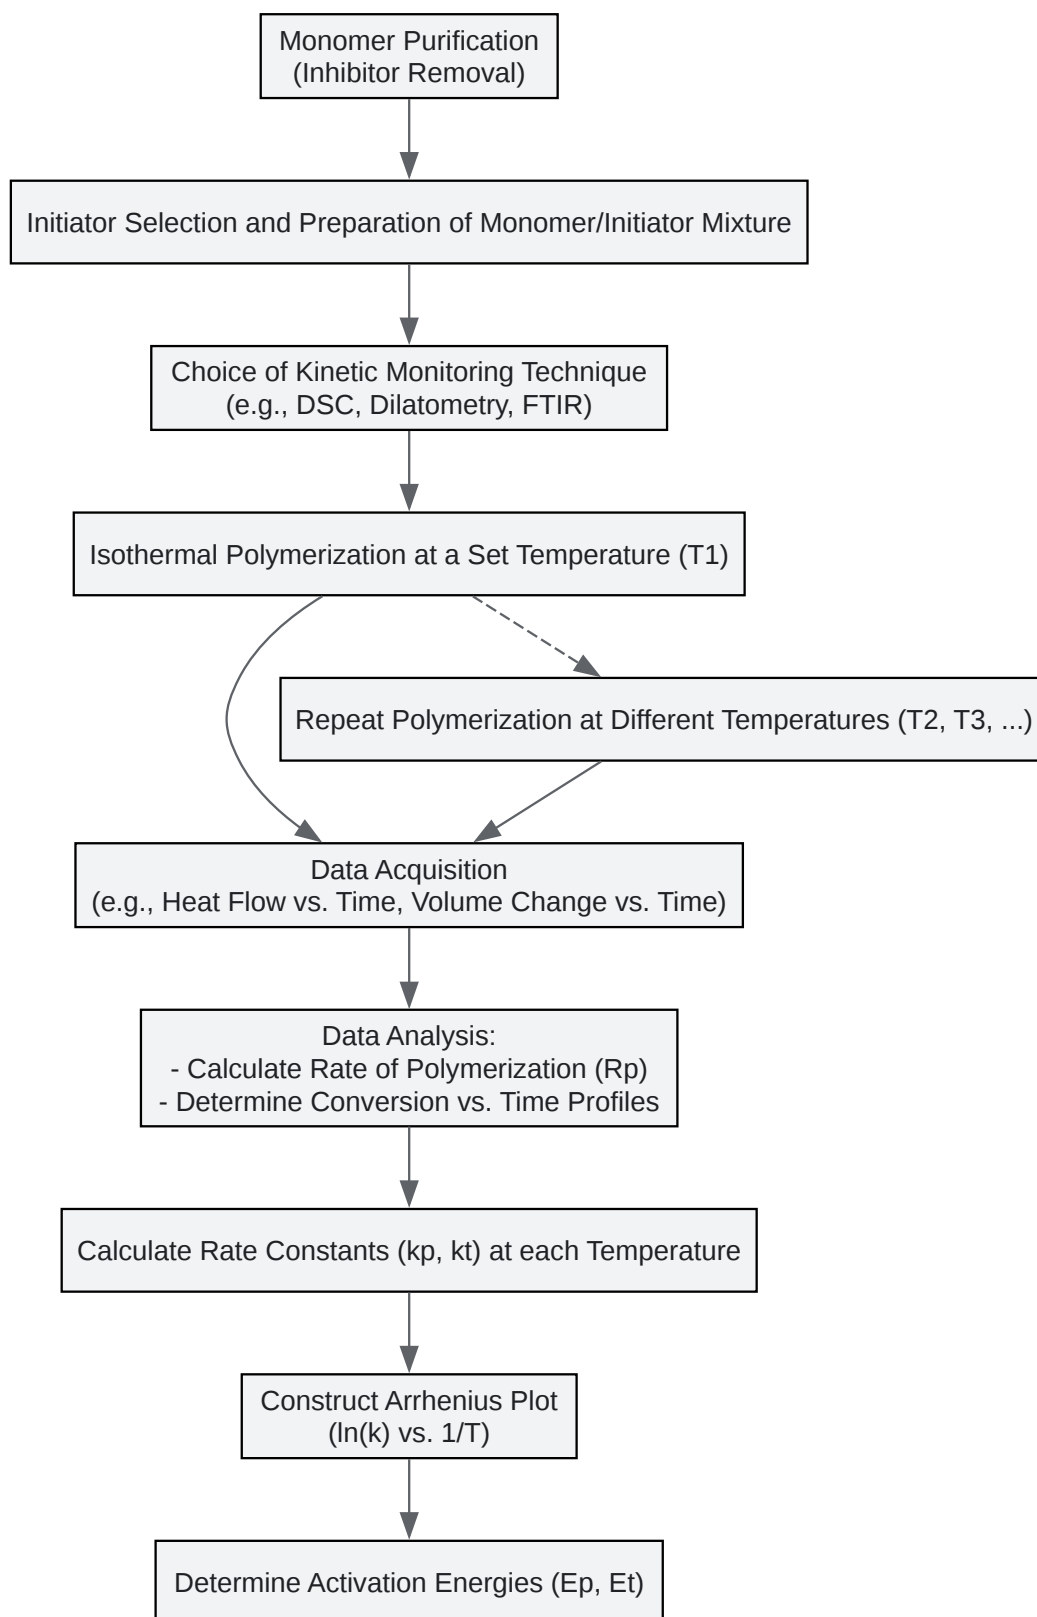 Monomer Purification
(Inhibitor Removal)
Initiator Selection and Preparation of Monomer/Initiator Mixture
Choice of Kinetic Monitoring Technique
(e.g., DSC, Dilatometry, FTIR)
Isothermal Polymerization at a Set Temperature (T1)
Repeat Polymerization at Different Temperatures (T2, T3, ...)
Data Acquisition
(e.g., Heat Flow vs. Time, Volume Change vs. Time)
Data Analysis:
- Calculate Rate of Polymerization (Rp)
- Determine Conversion vs. Time Profiles
Calculate Rate Constants (kp, kt) at each Temperature
Construct Arrhenius Plot
(ln(k) vs. 1/T)
Determine Activation Energies (Ep, Et)